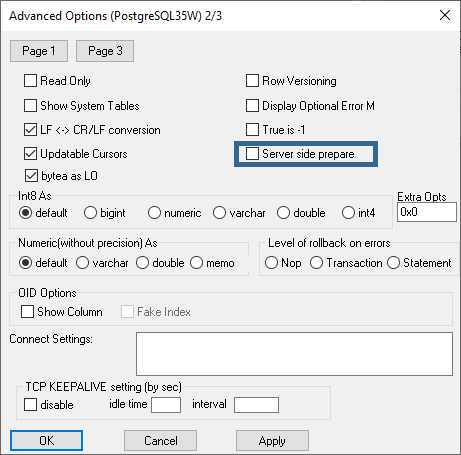 Advanced Options (PostgreSQL35W) 2/3
Page 1 Page 3
Read Only Row Versioning
Show System Tables Display Optional Error M
LF <-> CR/LF conversion True is -1
Updatable Cursors Server side prepare
bytea as LO
Int8 As Extra Opts
default bigint numeric varchar double int4 0x0
Numeric(without precision) As Level of rollback on errors
default varchar double memo Nop Transaction Statement
OID Options
Show Column Fake Index
Connect Settings:
TCP KEEPALIVE setting (by sec)
disable idle time interval
OK Cancel Apply